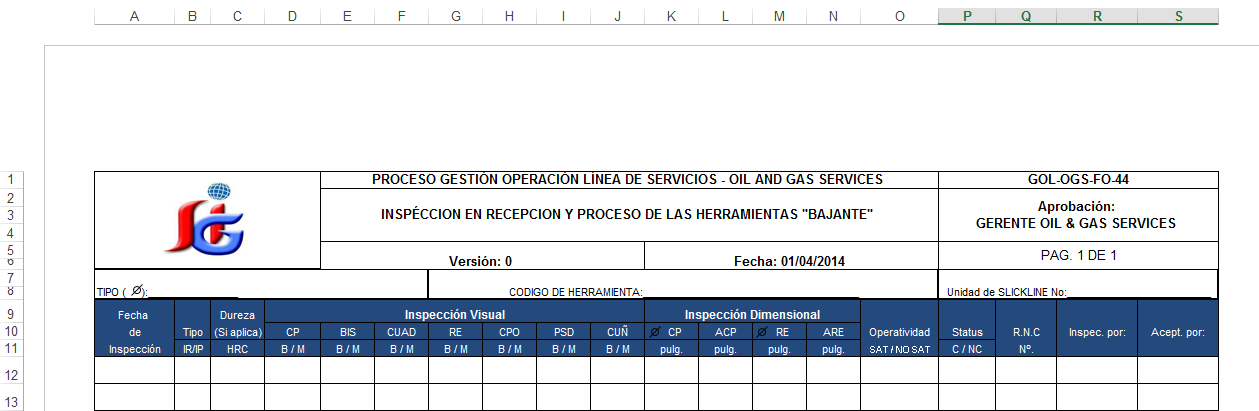 A B C D E F G H I J K L M N O P Q R S
1 PROCESO GESTIÓN OPERACIÓN LÍNEA DE SERVICIOS - OIL AND GAS SERVICES GOL-OGS-FO-44
2
3 INSPÉCCION EN RECEPCION Y PROCESO DE LAS HERRAMIENTAS "BAJANTE" Aprobación:
4 GERENTE OIL & GAS SERVICES
5 PAG. 1 DE 1
6 Versión: 0 Fecha: 01/04/2014
7
8 TIPO ( Ø): CODIGO DE HERRAMIENTA: Unidad de SLICKLINE No:
9 Fecha Dureza Inspección Visual Inspección Dimensional
10 de Tipo (Si aplica) CP BIS CUAD RE CPO PSD CUÑ Ø CP ACP Ø RE ARE Operatividad Status R.N.C Inspec. por: Acept. por:
11 Inspección IR/IP HRC B / M B / M B / M B / M B / M B / M B / M pulg. pulg. pulg. pulg. SAT / NO SAT C / NC Nº.
12
13